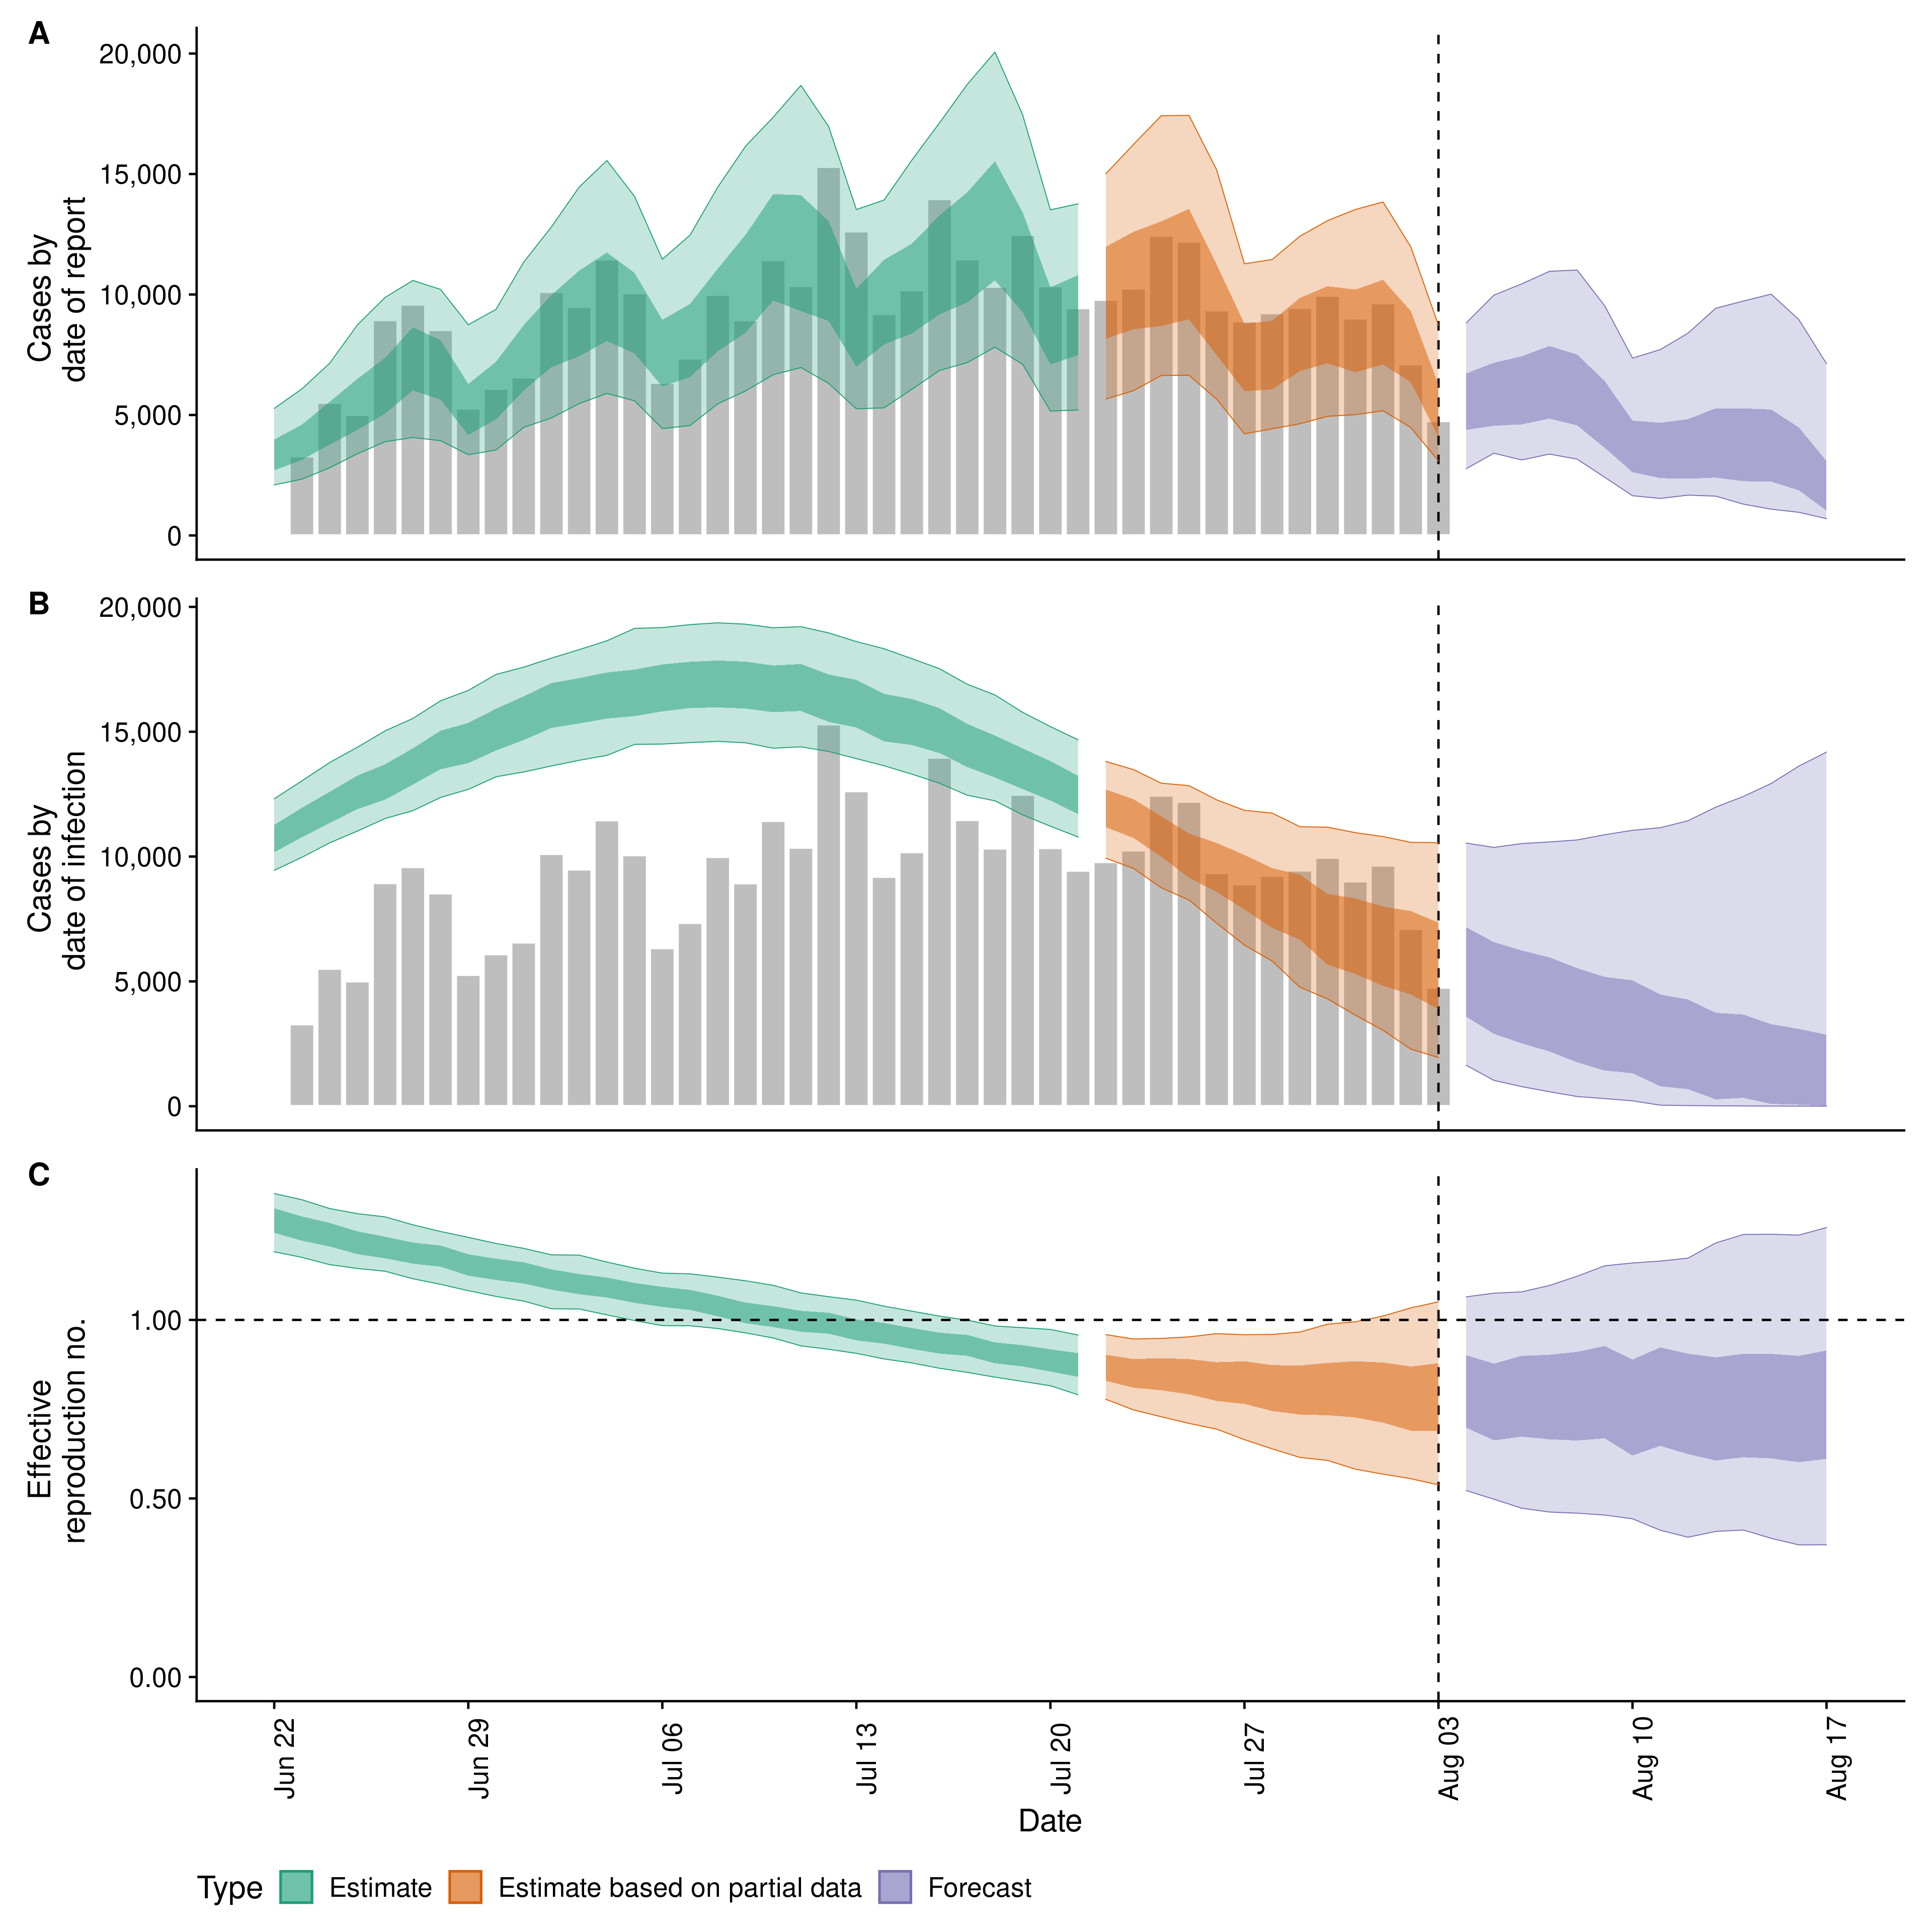 A
20,000
15,000
10,000
5,000
0
Cases by
date of report
B
20,000
15,000
10,000
5,000
0
Cases by
date of infection
C
1.00
0.50
0.00
Effective
reproduction no.
Jun 22
Jun 29
Jul 06
Jul 13
Jul 20
Jul 27
Aug 03
Aug 10
Aug 17
Date
Type Estimate Estimate based on partial data Forecast